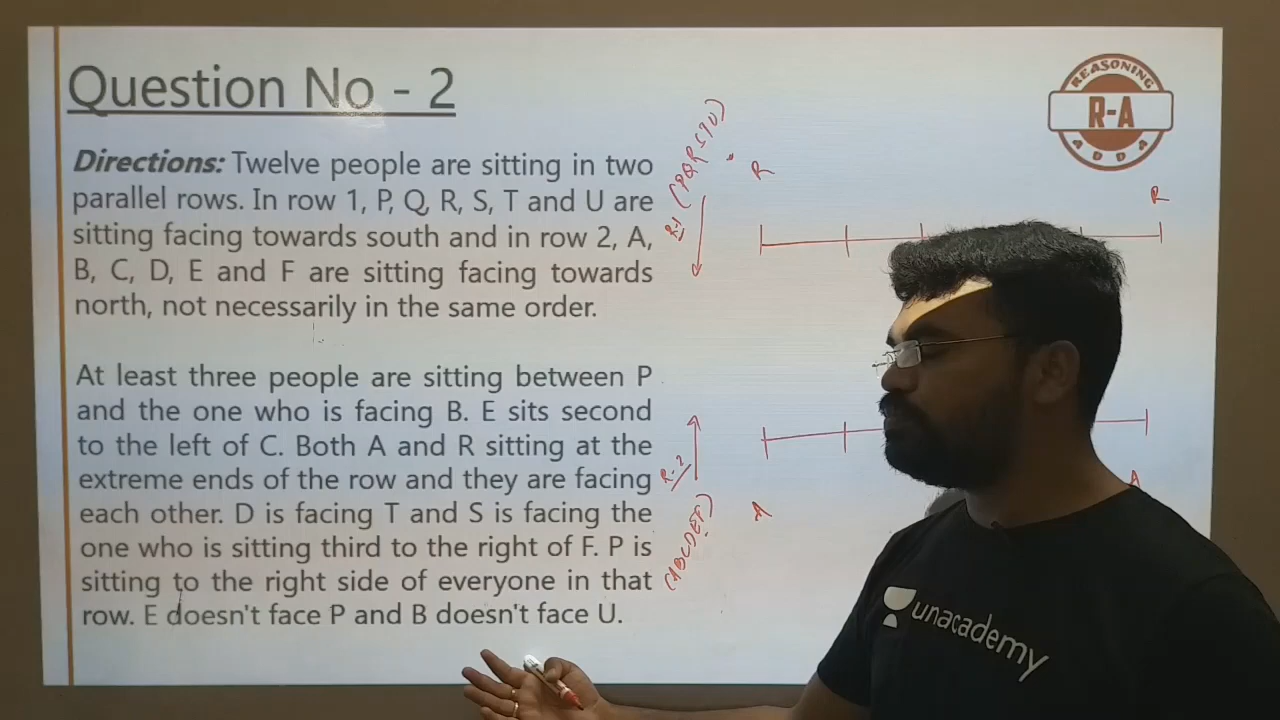 Question No - 2
Directions: Twelve people are sitting in two
parallel rows. In row 1, P, Q, R, S, T and U are
sitting facing towards south and in row 2, A,
B, C, D, E and F are sitting facing towards
north, not necessarily in the same order.
At least three people are sitting between P
and the one who is facing B. E sits second
to the left of C. Both A and R sitting at the
extreme ends of the row and they are facing
each other. D is facing T and S is facing the
one who is sitting third to the right of F. P is
sitting to the right side of everyone in that
row. E doesn't face P and B doesn't face U.
R-1 (PQRSTU)
R
R
R-2
(ABCDEF)
A
A
REASONING
R-A
ADDA
unacademy